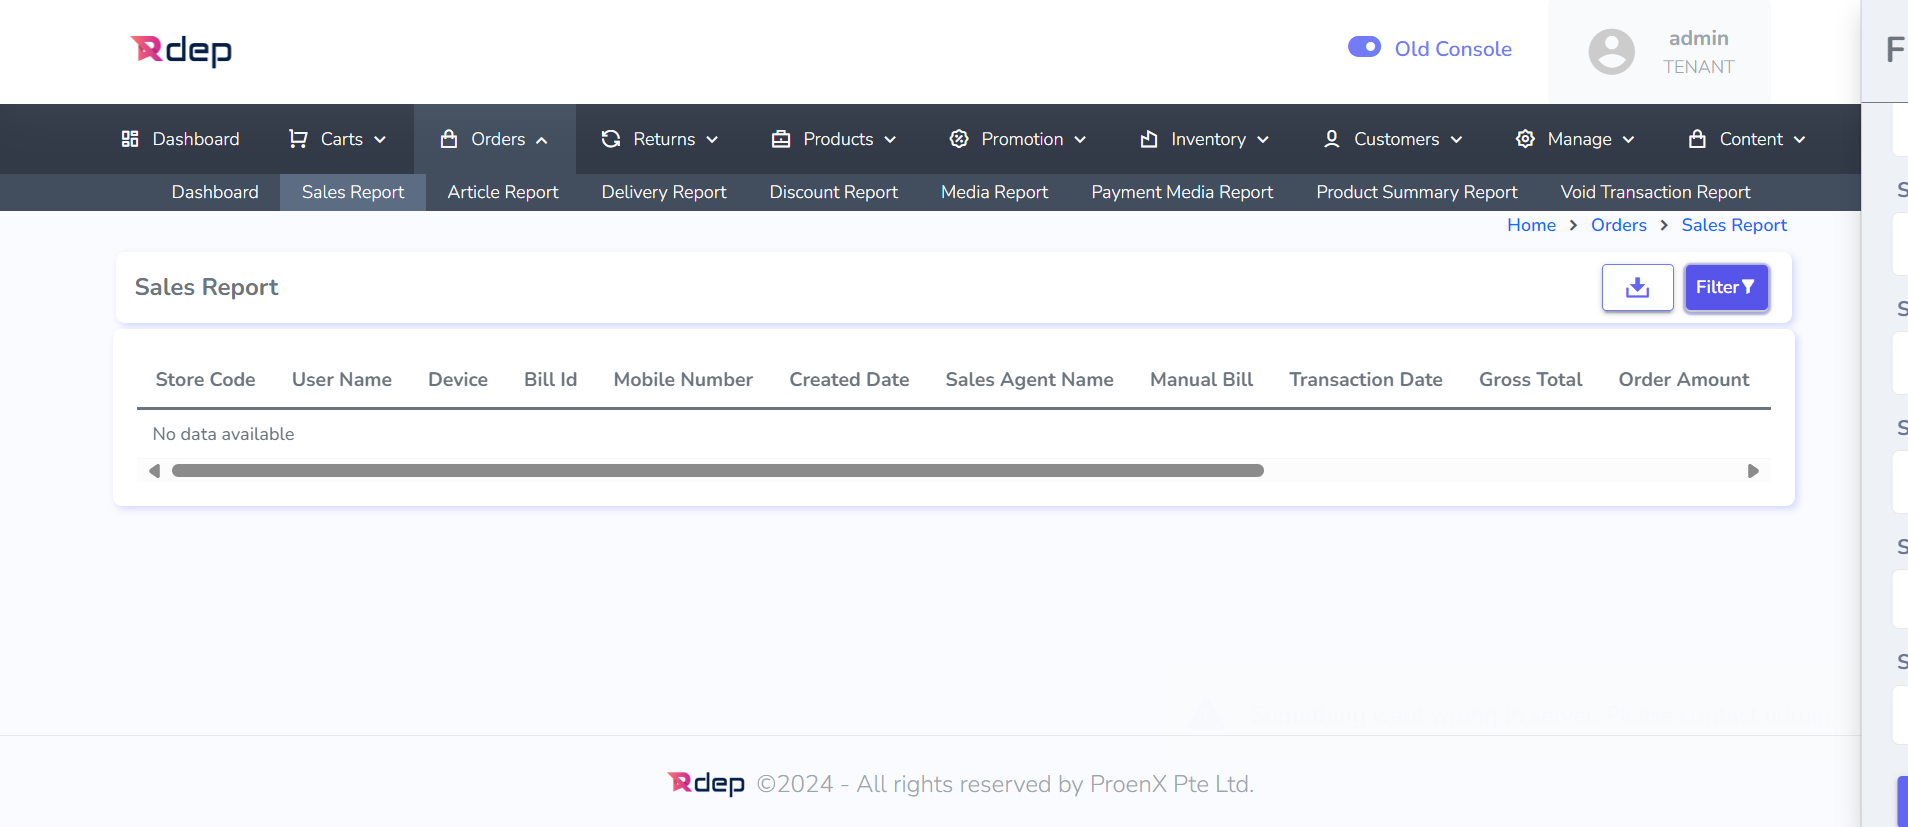 Rdep
Old Console
admin
TENANT
F
Dashboard Carts Orders Returns Products Promotion Inventory Customers Manage Content
Dashboard Sales Report Article Report Delivery Report Discount Report Media Report Payment Media Report Product Summary Report Void Transaction Report
Home > Orders > Sales Report
Sales Report
Filter
Store Code User Name Device Bill Id Mobile Number Created Date Sales Agent Name Manual Bill Transaction Date Gross Total Order Amount
No data available
S
S
S
S
S
Rdep ©2024 - All rights reserved by ProenX Pte Ltd.